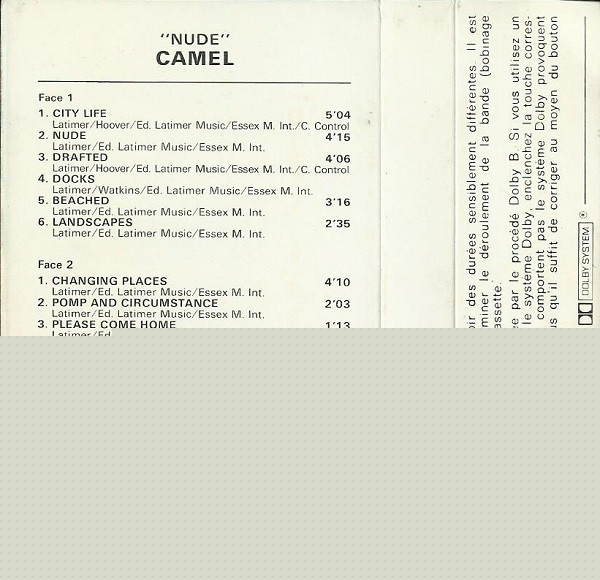 "NUDE"
CAMEL
Face 1
1. CITY LIFE 5'04
Latimer/Hoover/Ed. Latimer Music/Essex M. Int./C. Control
2. NUDE 4'15
Latimer/Ed. Latimer Music/Essex M. Int.
3. DRAFTED 4'06
Latimer/Hoover/Ed. Latimer Music/Essex M. Int./C. Control
4. DOCKS
Latimer/Watkins/Ed. Latimer Music/Essex M. Int.
5. BEACHED 3'16
Latimer/Ed. Latimer Music/Essex M. Int.
6. LANDSCAPES 2'35
Latimer/Ed. Latimer Music/Essex M. Int.
Face 2
1. CHANGING PLACES 4'10
Latimer/Ed. Latimer Music/Essex M. Int.
2. POMP AND CIRCUMSTANCE 2'03
Latimer/Ed. Latimer Music/Essex M. Int.
3. PLEASE COME HOME 1'13
Latimer/Ed.
oir des durées sensiblement différentes. Il est
miner le déroulement de la bande (bobinage
assette.
ée par le procédé Dolby B. Si vous utilisez un
le système Dolby, enclenchez la touche corres-
comportent pas le système Dolby provoquent
us qu'il suffit de corriger au moyen du bouton
DOLBY SYSTEM ®